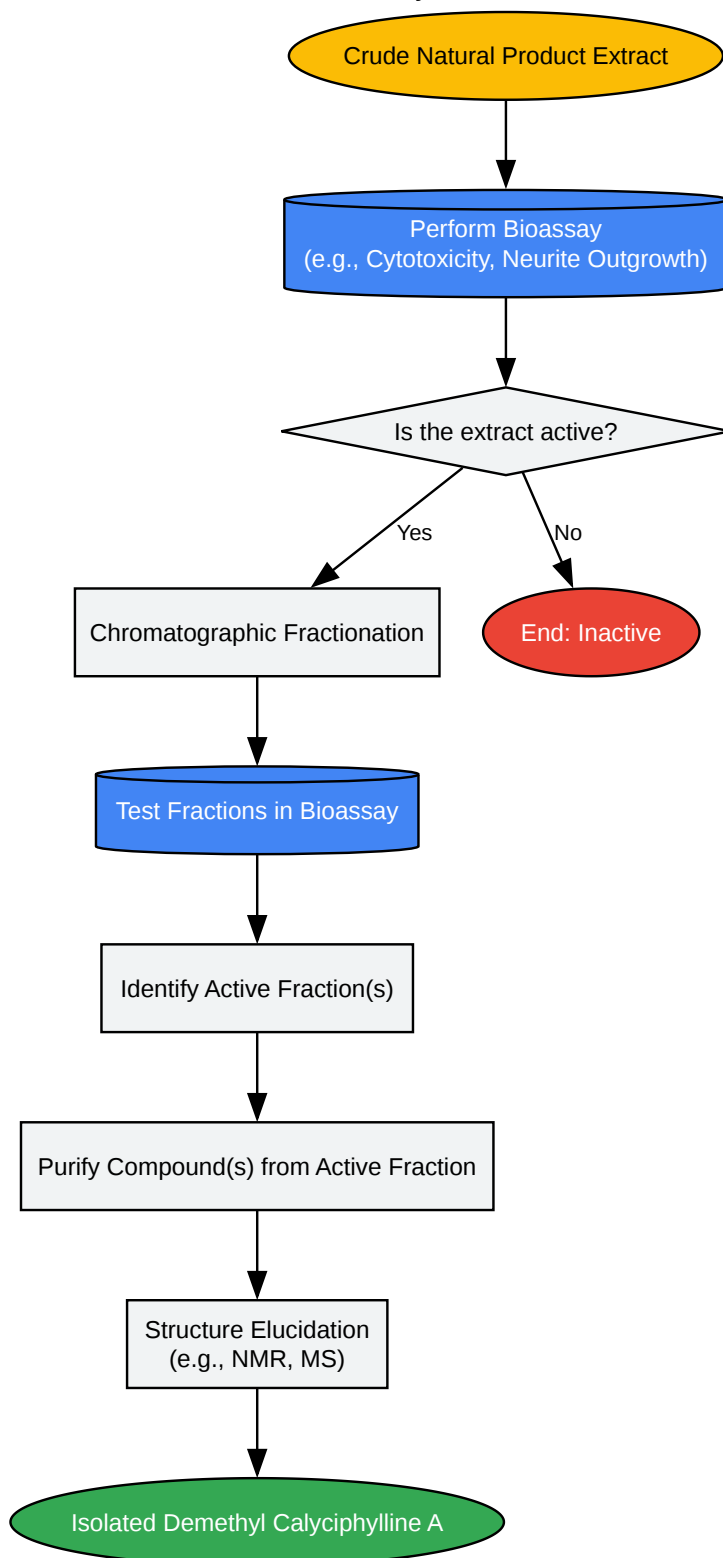 Crude Natural Product Extract
Perform Bioassay
(e.g., Cytotoxicity, Neurite Outgrowth)
Is the extract active?
Yes
No
Chromatographic Fractionation
End: Inactive
Test Fractions in Bioassay
Identify Active Fraction(s)
Purify Compound(s) from Active Fraction
Structure Elucidation
(e.g., NMR, MS)
Isolated Demethyl Calyciphylline A